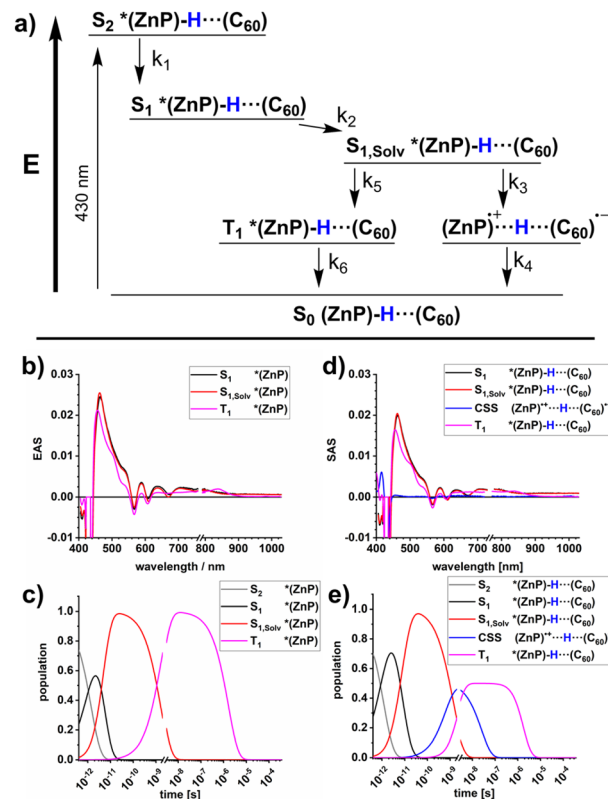 a)
S₂ *(ZnP)-H···(C₆₀)
k₁
S₁ *(ZnP)-H···(C₆₀)
k₂
S₁,Solv *(ZnP)-H···(C₆₀)
E
430 nm
k₅
k₃
T₁ *(ZnP)-H···(C₆₀)
(ZnP)•⁺···H···(C₆₀)•⁻
k₆
k₄
S₀ (ZnP)-H···(C₆₀)
b)
S₁ *(ZnP)
S₁,Solv *(ZnP)
T₁ *(ZnP)
EAS
0.03
0.02
0.01
0.00
-0.01
400 500 600 700 800 900 1000
wavelength / nm
d)
S₁ *(ZnP)-H···(C₆₀)
S₁,Solv *(ZnP)-H···(C₆₀)
CSS (ZnP)•⁺···H···(C₆₀)•⁻
T₁ *(ZnP)-H···(C₆₀)
SAS
0.03
0.02
0.01
0.00
-0.01
400 500 600 700 800 900 1000
wavelength [nm]
c)
S₂ *(ZnP)
S₁ *(ZnP)
S₁,Solv *(ZnP)
T₁ *(ZnP)
population
1.0
0.8
0.6
0.4
0.2
0.0
10⁻¹² 10⁻¹¹ 10⁻¹⁰ 10⁻⁹ 10⁻⁸ 10⁻⁷ 10⁻⁶ 10⁻⁵ 10⁻⁴
time [s]
e)
S₂ *(ZnP)-H···(C₆₀)
S₁ *(ZnP)-H···(C₆₀)
S₁,Solv *(ZnP)-H···(C₆₀)
CSS (ZnP)•⁺···H···(C₆₀)
T₁ *(ZnP)-H···(C₆₀)
population
1.0
0.8
0.6
0.4
0.2
0.0
10⁻¹² 10⁻¹¹ 10⁻¹⁰ 10⁻⁹ 10⁻⁸ 10⁻⁷ 10⁻⁶ 10⁻⁵ 10⁻⁴
time [s]